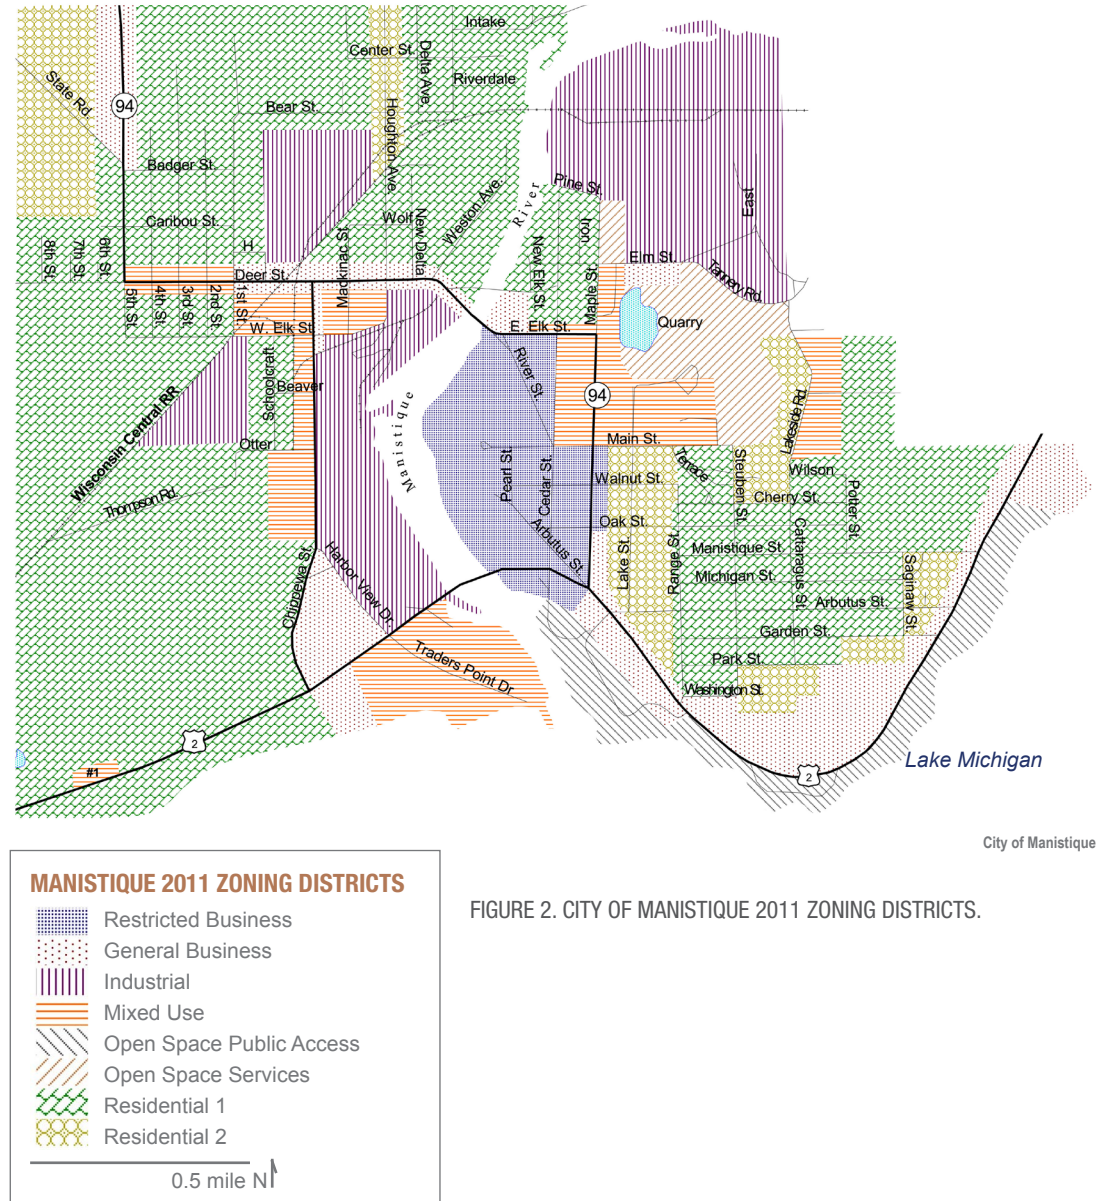 Intake
Center St.
Delta Ave.
Riverdale
State Rd.
94
Bear St.
Houghton Ave.
Badger St.
Pine St.
River
Weston Ave.
East
Caribou St.
Wolf
New Delta
Iron
8th St.
7th St.
6th St.
H
Mackinac St
New Elk St.
Maple St.
Elm St.
Tannery Rd.
Deer St.
5th St.
4th St.
3rd St.
2nd St.
1st St.
W. Elk St.
E. Elk St.
Quarry
River St.
Schoolcraft
Beaver
94
Manistique
Lakeside Rd.
Wisconsin Central RR
Otter
Main St.
Terrace
Steuben St.
Wilson
Pearl St.
Cedar St.
Walnut St.
Cherry St.
Potter St.
Thompson Rd.
Arbutus St.
Oak St.
Cattaragus St.
Lake St.
Range St.
Manistique St.
Michigan St.
Saginaw St.
Chippewa St.
Harbor View Dr.
Arbutus St.
Garden St.
Traders Point Dr
Park St.
Washington St.
2
#1
2
Lake Michigan
City of Manistique
MANISTIQUE 2011 ZONING DISTRICTS
Restricted Business
General Business
Industrial
Mixed Use
Open Space Public Access
Open Space Services
Residential 1
Residential 2
0.5 mile N
FIGURE 2. CITY OF MANISTIQUE 2011 ZONING DISTRICTS.